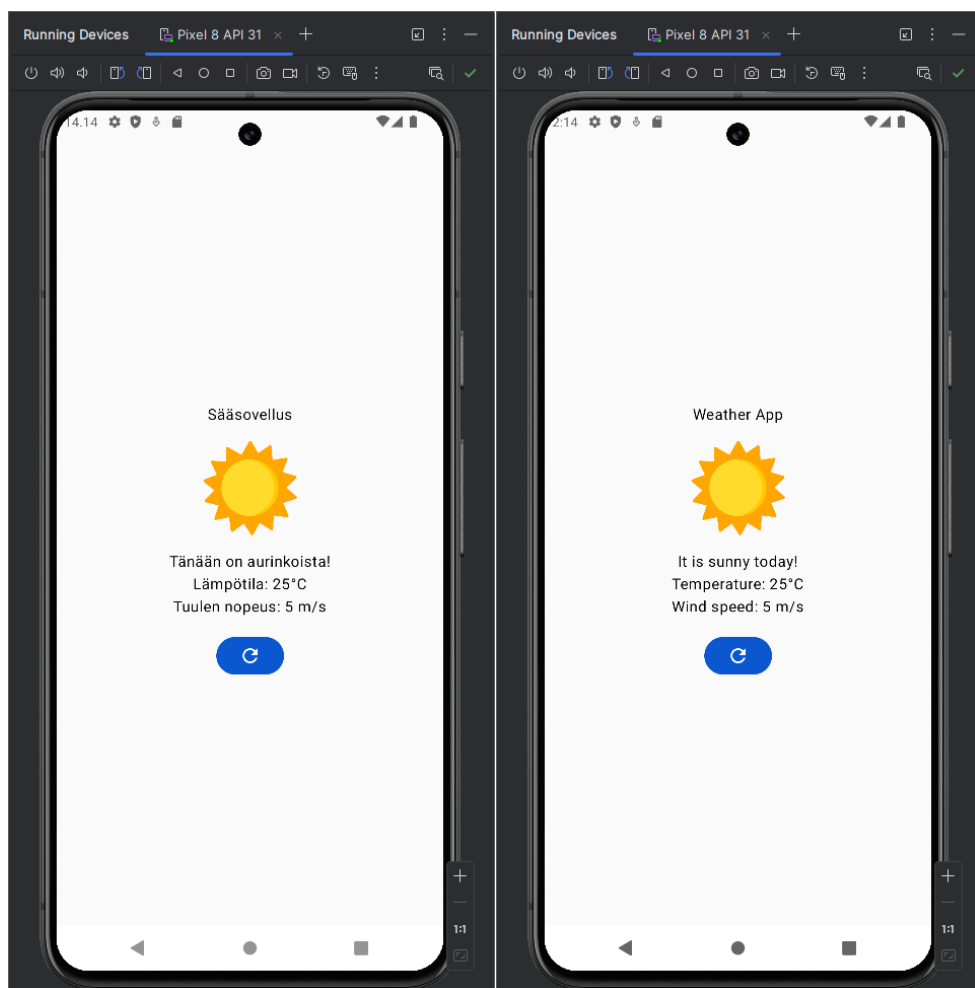 Running Devices
Pixel 8 API 31
14.14
Sääsovellus
Tänään on aurinkoista!
Lämpötila: 25°C
Tuulen nopeus: 5 m/s
1:1
Running Devices
Pixel 8 API 31
2:14
Weather App
It is sunny today!
Temperature: 25°C
Wind speed: 5 m/s
1:1